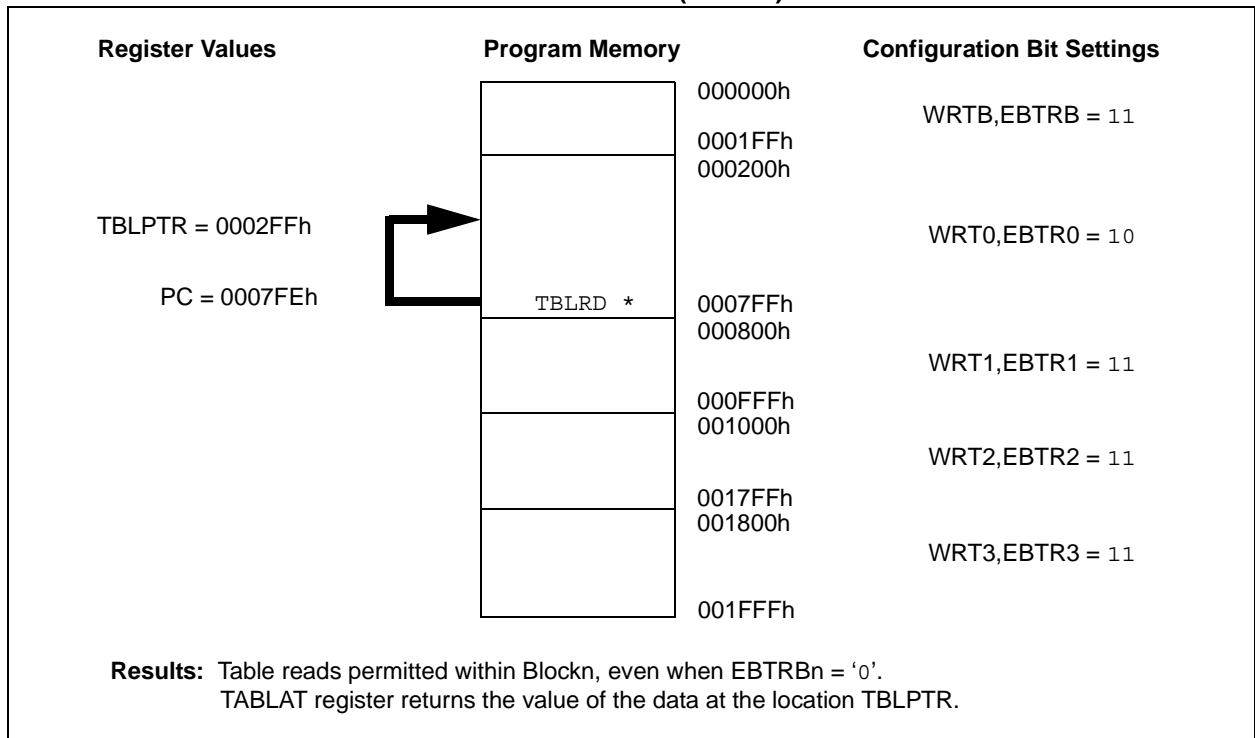 Register Values
Program Memory
Configuration Bit Settings
000000h
WRTB,EBTRB = 11
0001FFh
000200h
TBLPTR = 0002FFh
WRT0,EBTR0 = 10
PC = 0007FEh
TBLRD *
0007FFh
000800h
WRT1,EBTR1 = 11
000FFFh
001000h
WRT2,EBTR2 = 11
0017FFh
001800h
WRT3,EBTR3 = 11
001FFFh
Results: Table reads permitted within Blockn, even when EBTRBn = ‘0’.
TABLAT register returns the value of the data at the location TBLPTR.